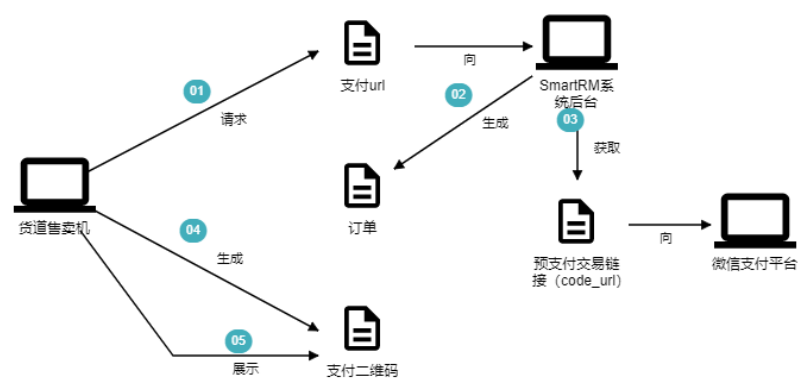 01
请求
支付url
向
SmartRM系
统后台
02
生成
03
获取
订单
货道售卖机
04
生成
预支付交易链
接（code_url）
向
微信支付平台
05
展示
支付二维码